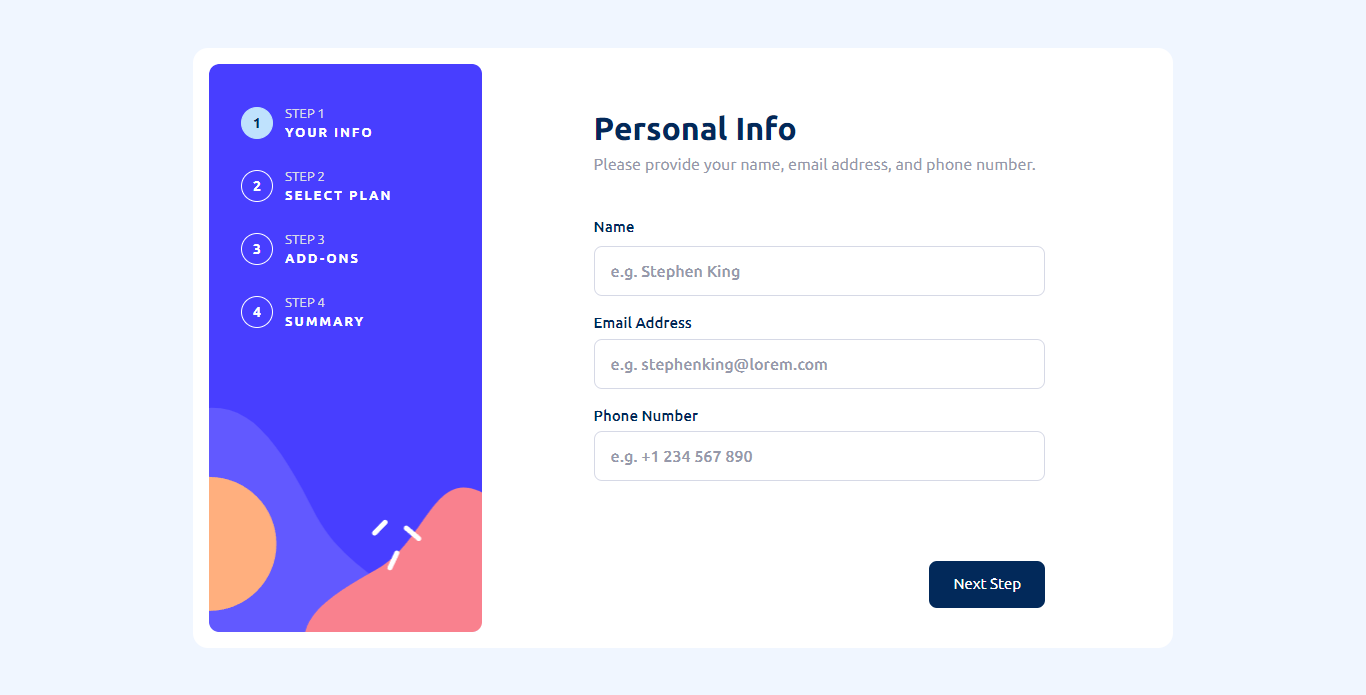 1
STEP 1
YOUR INFO
2
STEP 2
SELECT PLAN
3
STEP 3
ADD-ONS
4
STEP 4
SUMMARY
Personal Info
Please provide your name, email address, and phone number.
Name
e.g. Stephen King
Email Address
e.g. stephenking@lorem.com
Phone Number
e.g. +1 234 567 890
Next Step